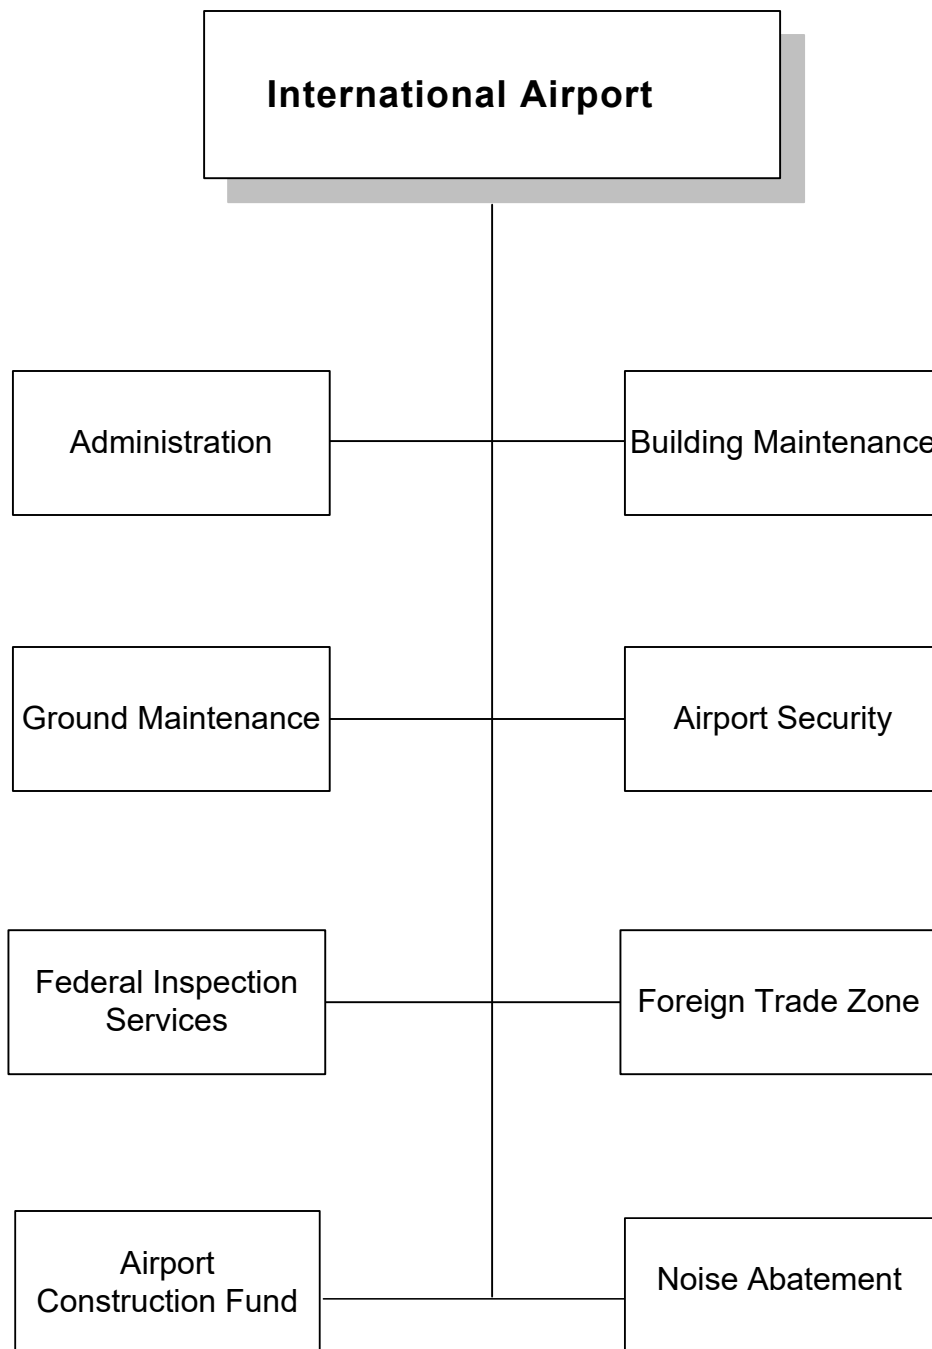 International Airport
Administration
Building Maintenance
Ground Maintenance
Airport Security
Federal Inspection
Services
Foreign Trade Zone
Airport
Construction Fund
Noise Abatement